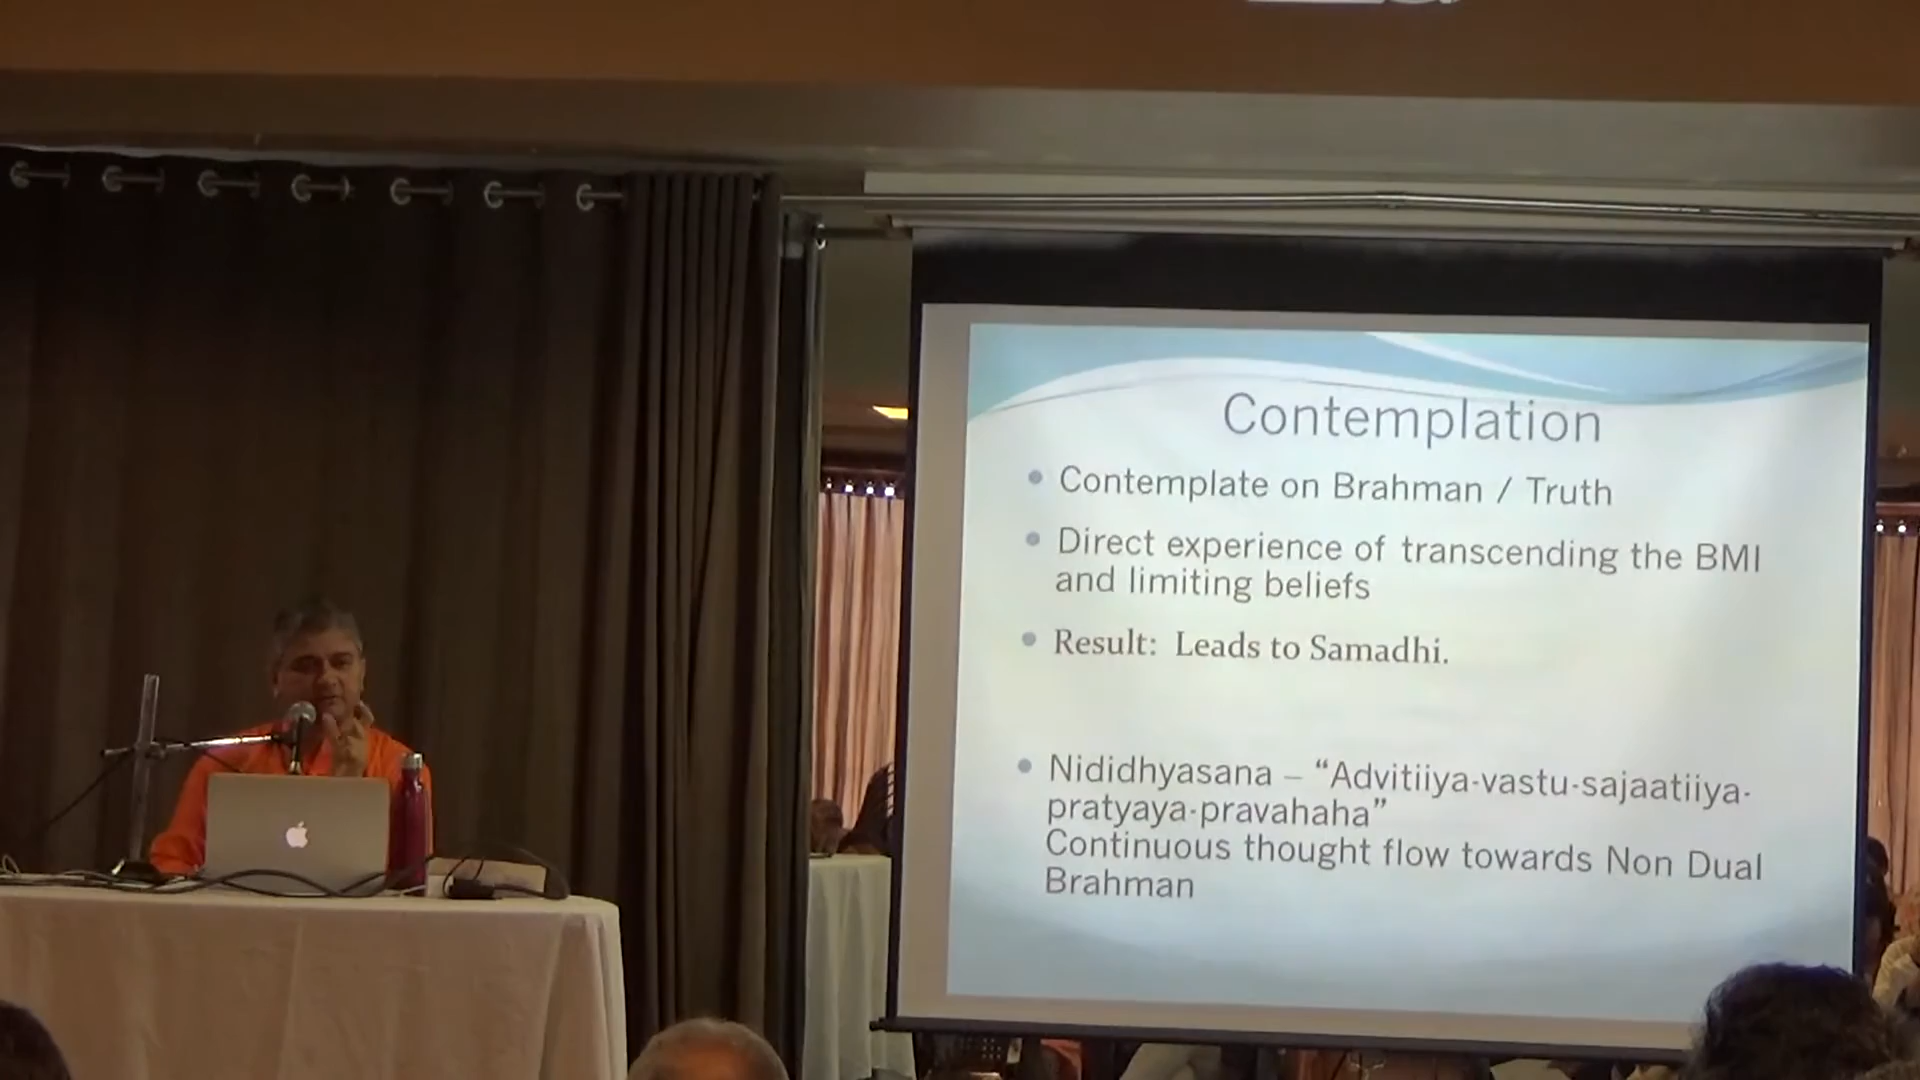 Contemplation
Contemplate on Brahman / Truth
Direct experience of transcending the BMI
and limiting beliefs
Result: Leads to Samadhi.
Nididhyasana – “Advitiiya-vastu-sajaatiiya-
pratyaya-pravahaha”
Continuous thought flow towards Non Dual
Brahman